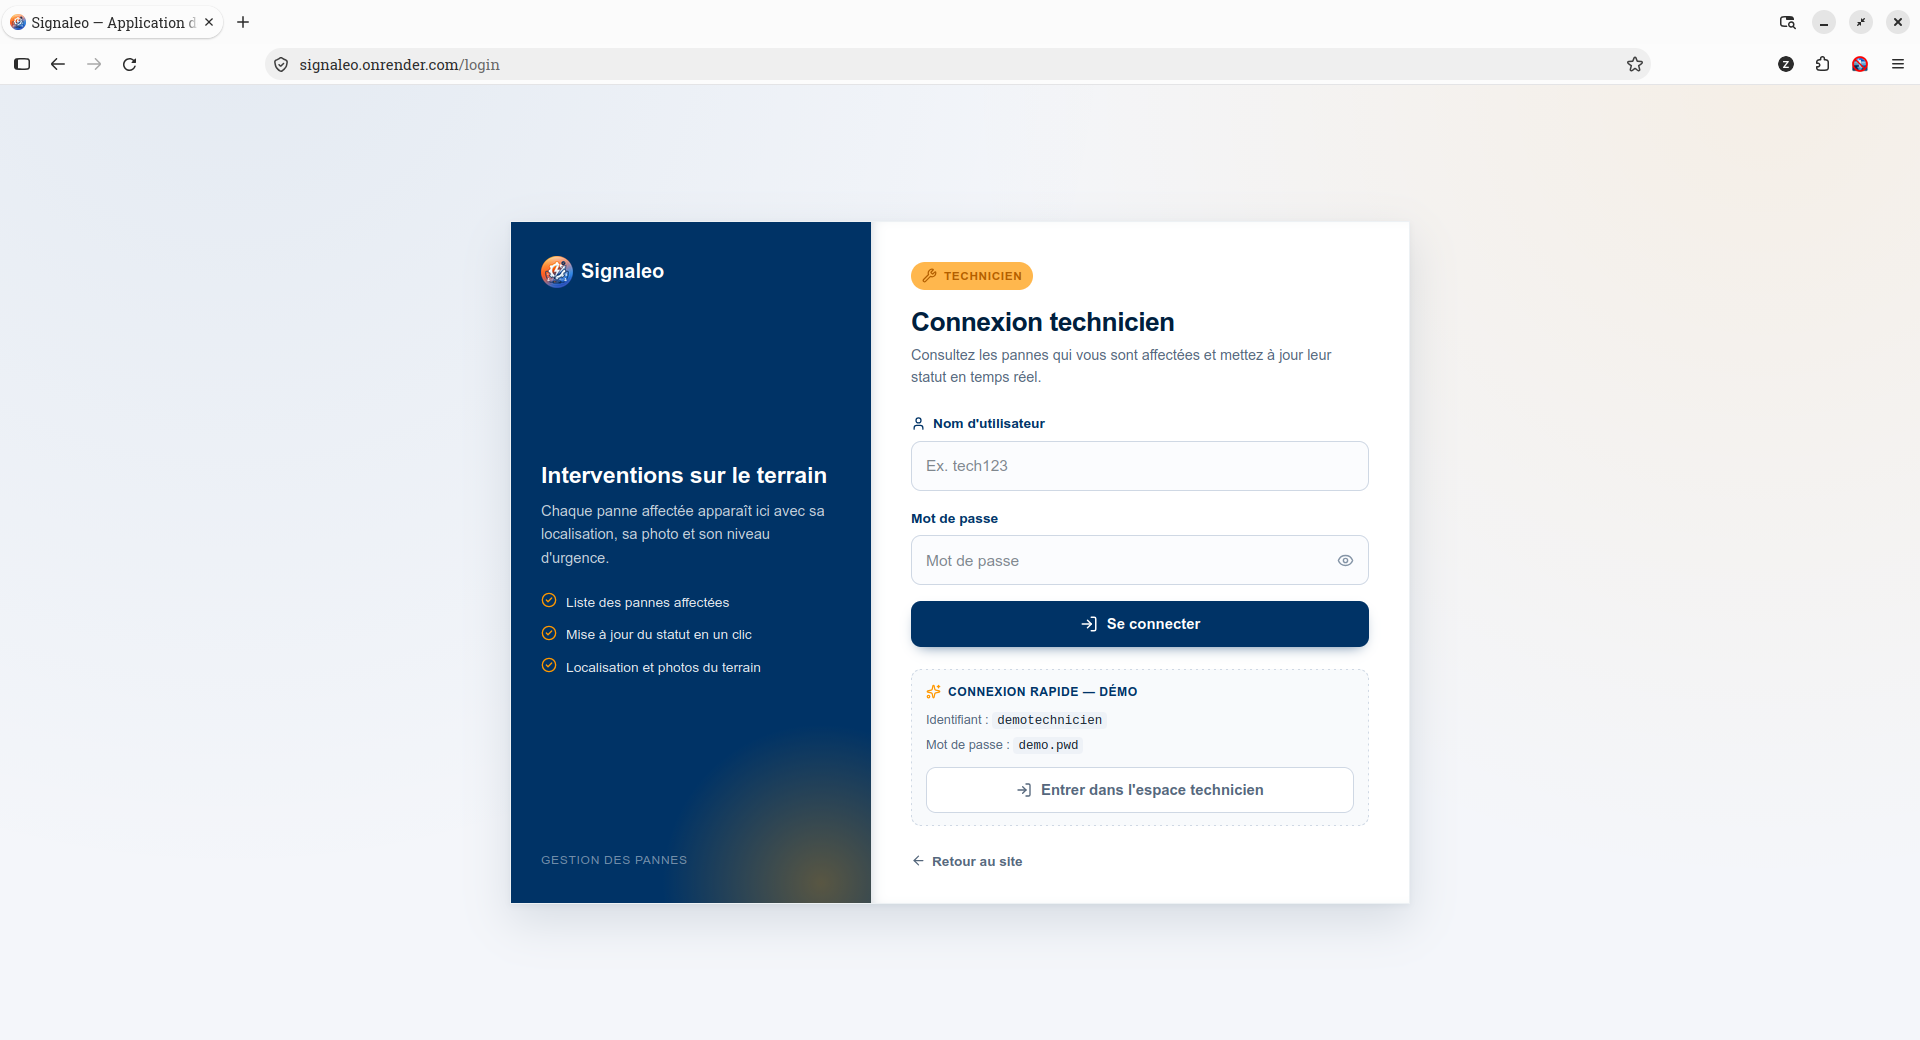 Signaleo — Application d
signaleo.onrender.com/login
Signaleo
Interventions sur le terrain
Chaque panne affectée apparaît ici avec sa
localisation, sa photo et son niveau
d'urgence.
Liste des pannes affectées
Mise à jour du statut en un clic
Localisation et photos du terrain
GESTION DES PANNES
TECHNICIEN
Connexion technicien
Consultez les pannes qui vous sont affectées et mettez à jour leur
statut en temps réel.
Nom d'utilisateur
Ex. tech123
Mot de passe
Mot de passe
Se connecter
CONNEXION RAPIDE — DÉMO
Identifiant : demotechnicien
Mot de passe : demo.pwd
Entrer dans l'espace technicien
Retour au site